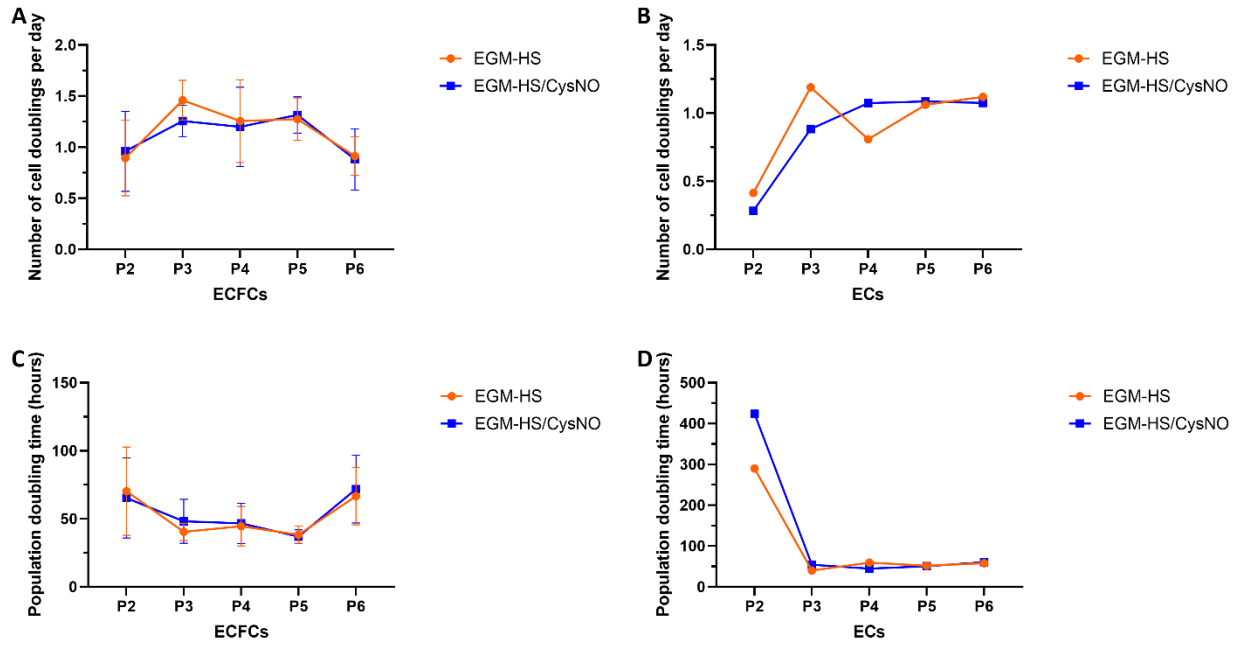 A
Number of cell doublings per day
2.0
1.5
1.0
0.5
0.0
P2 P3 P4 P5 P6
ECFCs
EGM-HS
EGM-HS/CysNO
B
Number of cell doublings per day
1.5
1.0
0.5
0.0
P2 P3 P4 P5 P6
ECs
EGM-HS
EGM-HS/CysNO
C
Population doubling time (hours)
150
100
50
0
P2 P3 P4 P5 P6
ECFCs
EGM-HS
EGM-HS/CysNO
D
Population doubling time (hours)
500
400
300
200
100
0
P2 P3 P4 P5 P6
ECs
EGM-HS
EGM-HS/CysNO